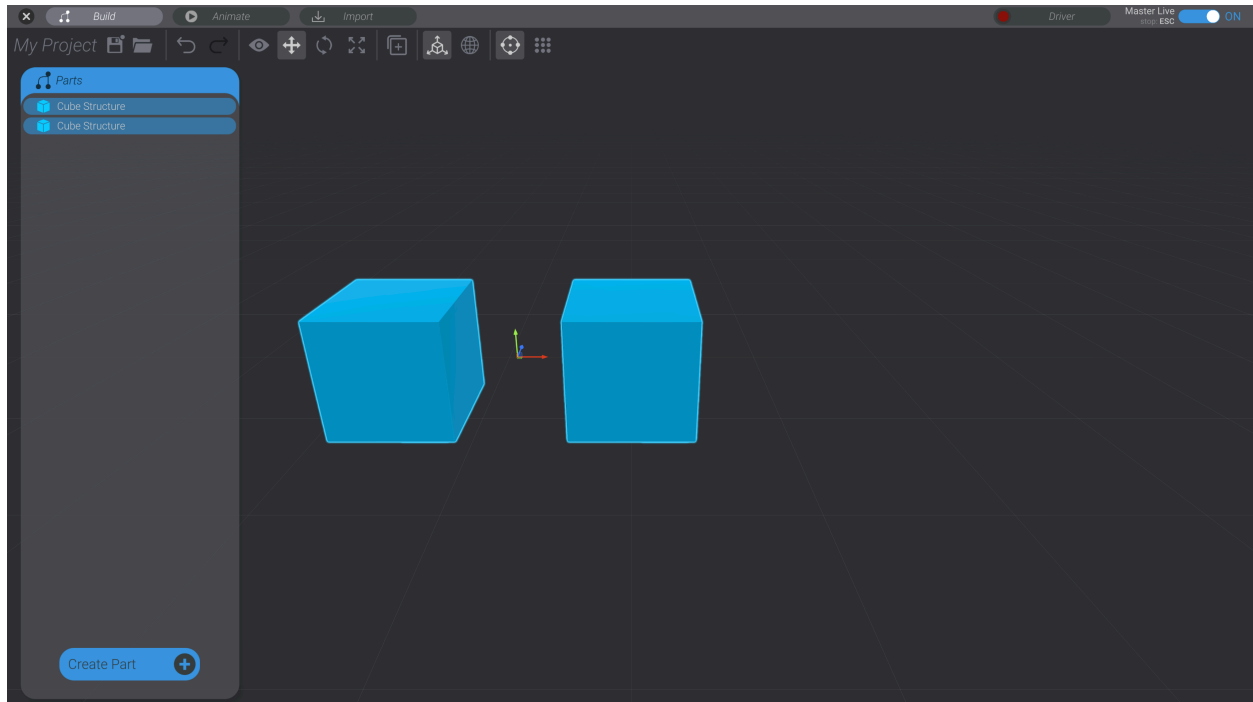 Build
Animate
Import
Driver
Master Live
stop: ESC
ON
My Project
Parts
Cube Structure
Cube Structure
Create Part